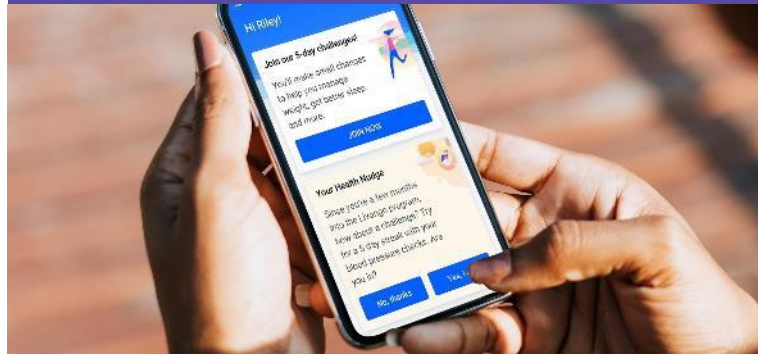 Hi Riley!
Join our 5-day challenges!
You'll make small changes
to help you manage
weight, get better sleep,
and more.
JOIN NOW
Your Health Nudge
Since you're a few months
into the Livongo program,
how about a challenge? Try
for a 5 day streak with your
blood pressure checks. Are
you in?
No, thanks
Yes,